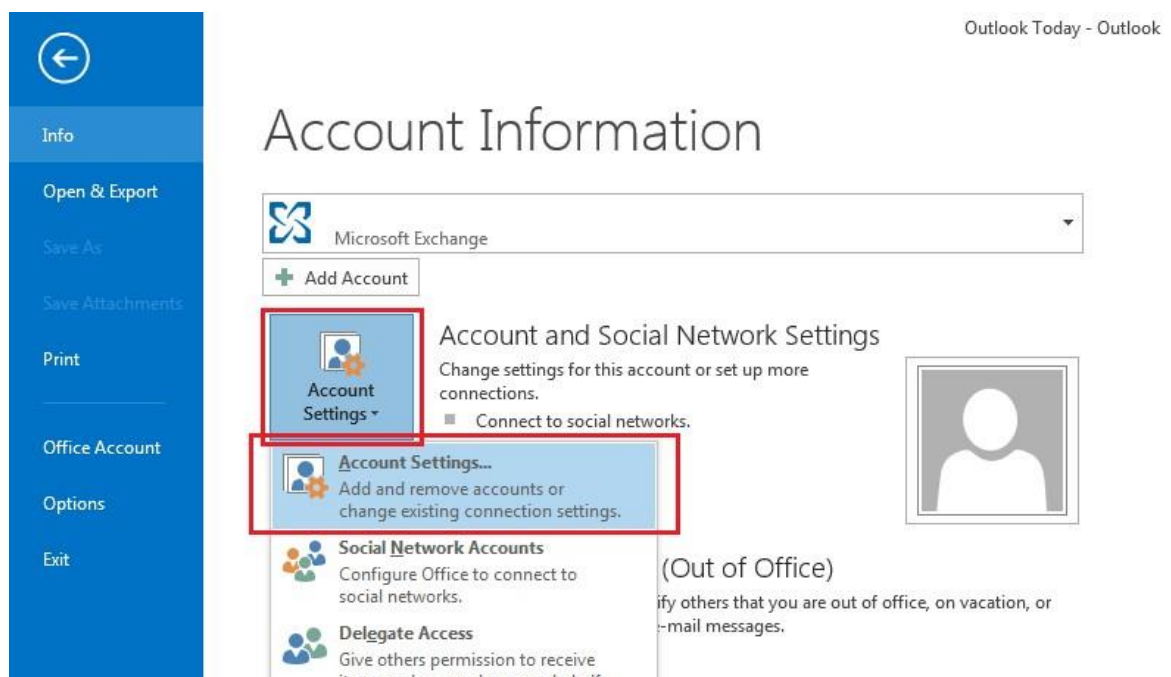 Outlook Today - Outlook
Info
Open & Export
Save As
Save Attachments
Print
Office Account
Options
Exit
Account Information
Microsoft Exchange
Add Account
Account
Settings
Account and Social Network Settings
Change settings for this account or set up more
connections.
Connect to social networks.
Account Settings...
Add and remove accounts or
change existing connection settings.
Social Network Accounts
Configure Office to connect to
social networks.
Delegate Access
Give others permission to receive
(Out of Office)
ify others that you are out of office, on vacation, or
e-mail messages.